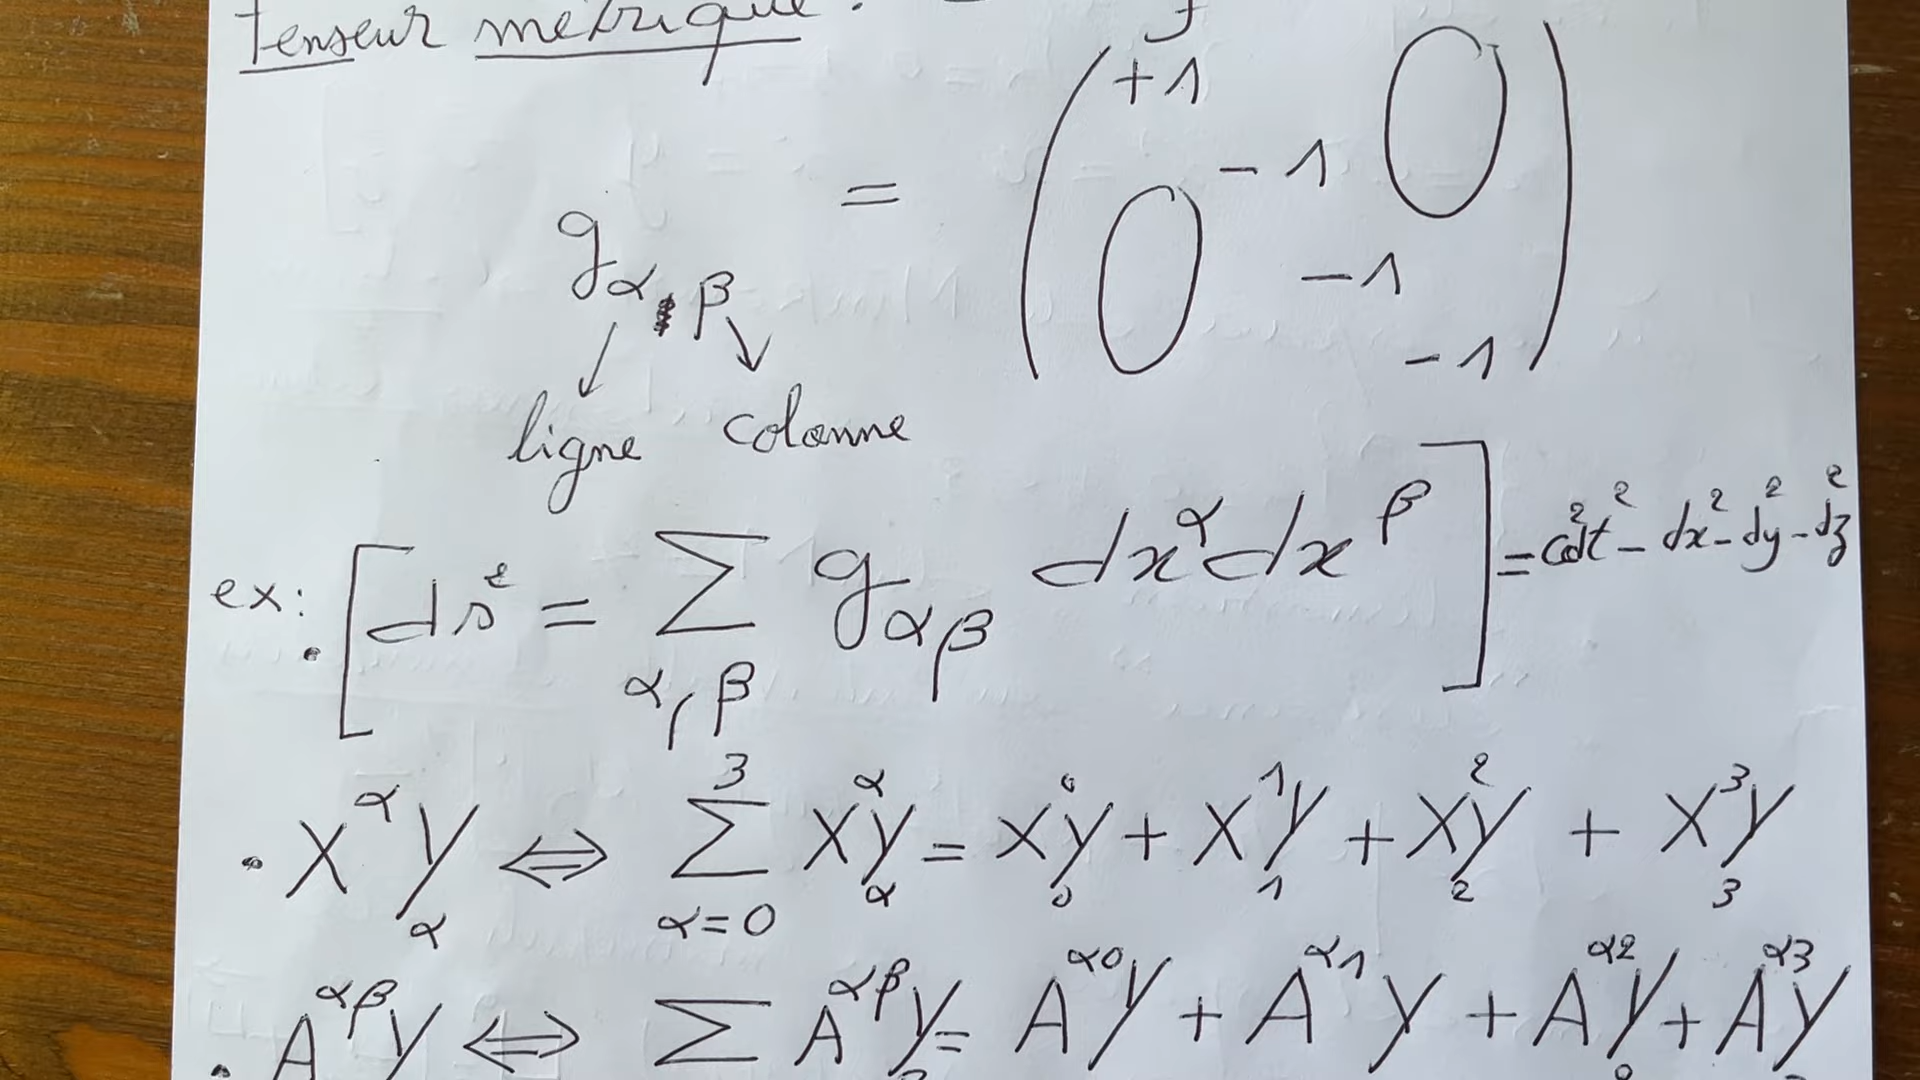 tenseur métrique :
g_{αβ} = ( +1 -1 -1 -1 0 0 )
ligne colonne
ex: . [ ds² = Σ_{α,β} g_{αβ} dx^α dx^β ] = c²dt² - dx² - dy² - dz²
. X^α Y_α ⇔ Σ_{α=0}^{3} X^α Y_α = X^0 Y_0 + X^1 Y_1 + X^2 Y_2 + X^3 Y_3
. A^{αβ} Y ⇔ Σ A^{αβ} Y = A^{α0} Y + A^{α1} Y + A^{α2} Y + A^{α3} Y